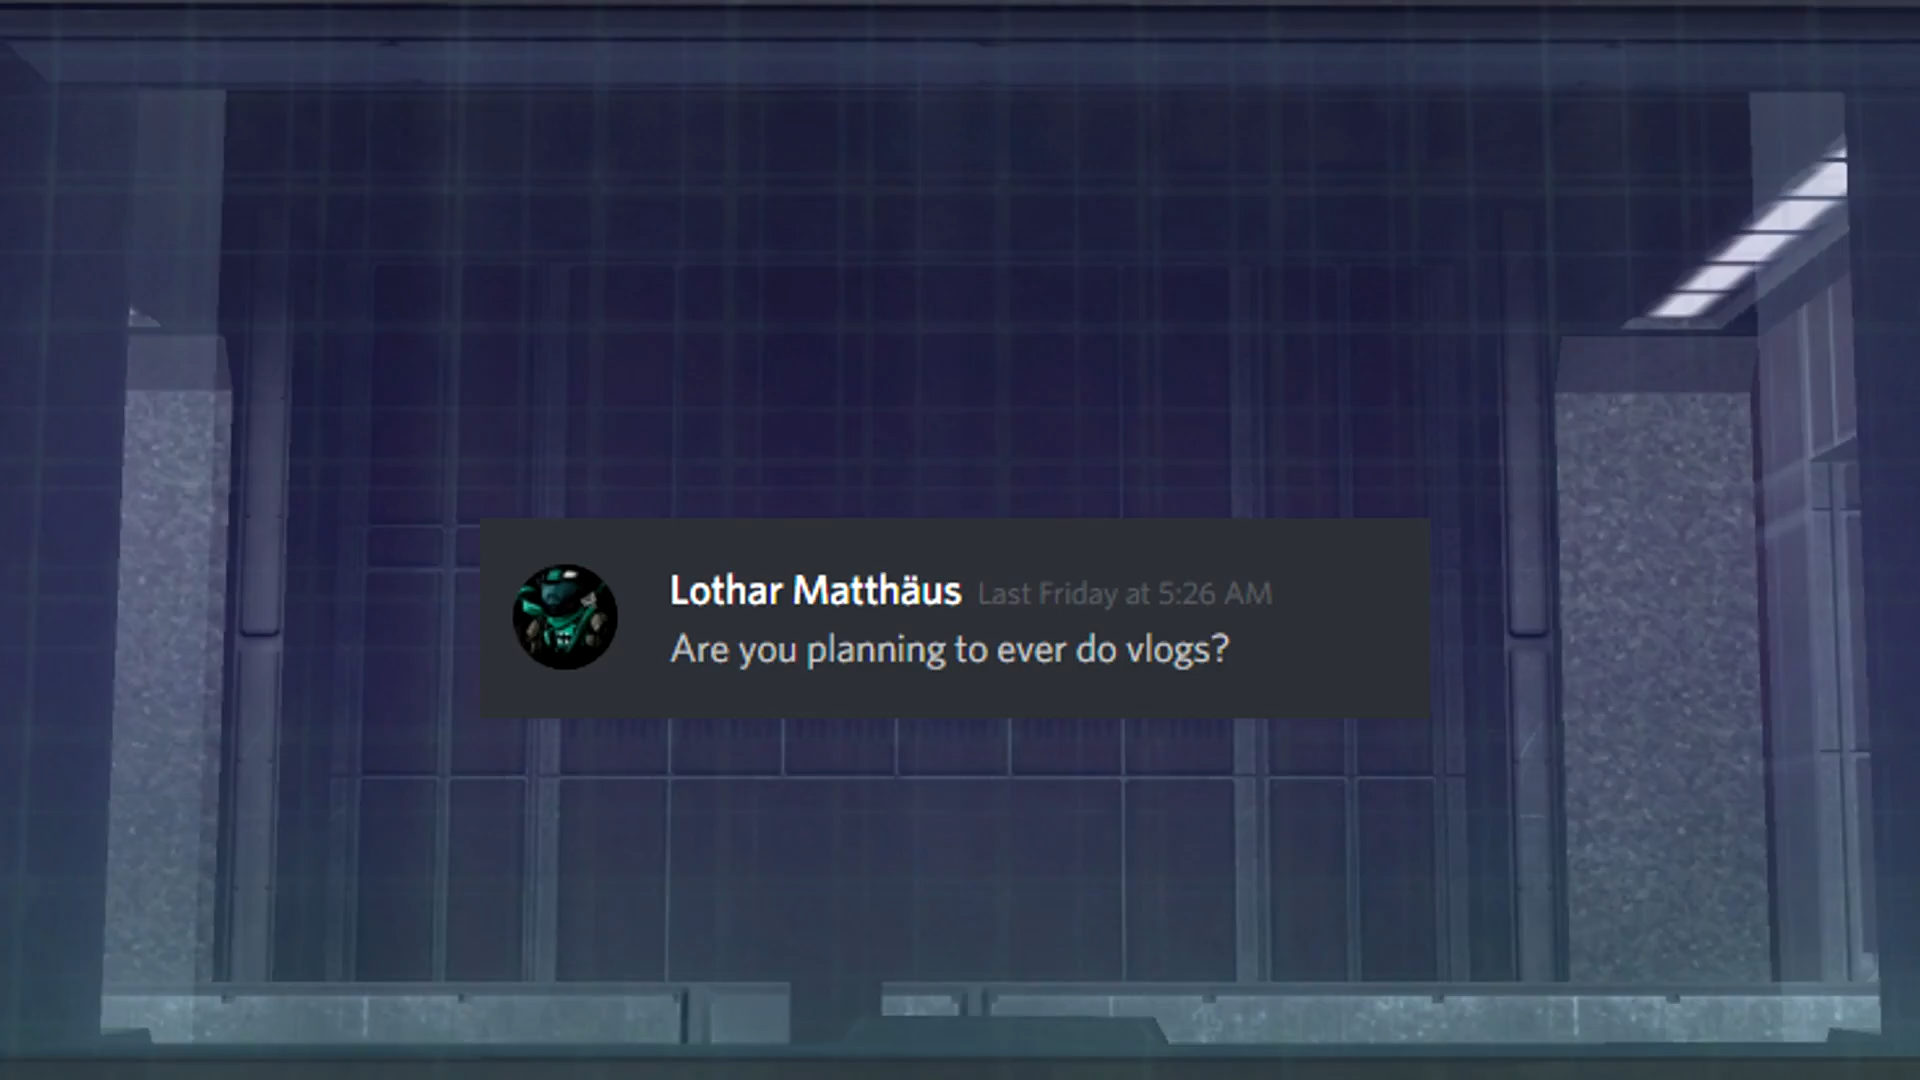 Lothar Matthäus Last Friday at 5:26 AM
Are you planning to ever do vlogs?